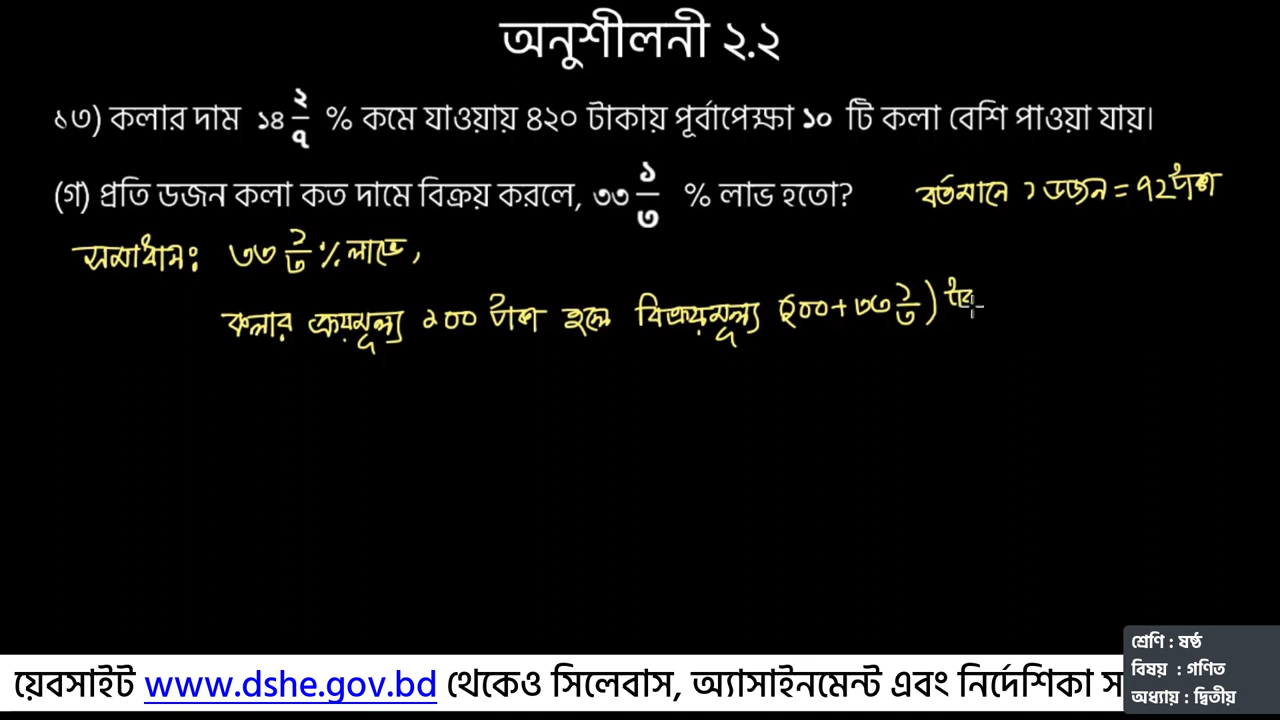 অনুশীলনী ২.২
১৩) কলার দাম ১৪ ২/৭ % কমে যাওয়ায় ৪২০ টাকায় পূর্বাপেক্ষা ১০ টি কলা বেশি পাওয়া যায়।
(গ) প্রতি ডজন কলা কত দামে বিক্রয় করলে, ৩৩ ১/৩ % লাভ হতো?
বর্তমানে ১ ডজন = ৭২ টাকা
সমাধান: ৩৩ ১/৩ % লাভে,
কলার ক্রয়মূল্য ১০০ টাকা হলে বিক্রয়মূল্য (১০০+৩৩ ১/৩)
শ্রেণি : ষষ্ঠ
বিষয় : গণিত
অধ্যায় : দ্বিতীয়
য়েবসাইট www.dshe.gov.bd থেকেও সিলেবাস, অ্যাসাইনমেন্ট এবং নির্দেশিকা স